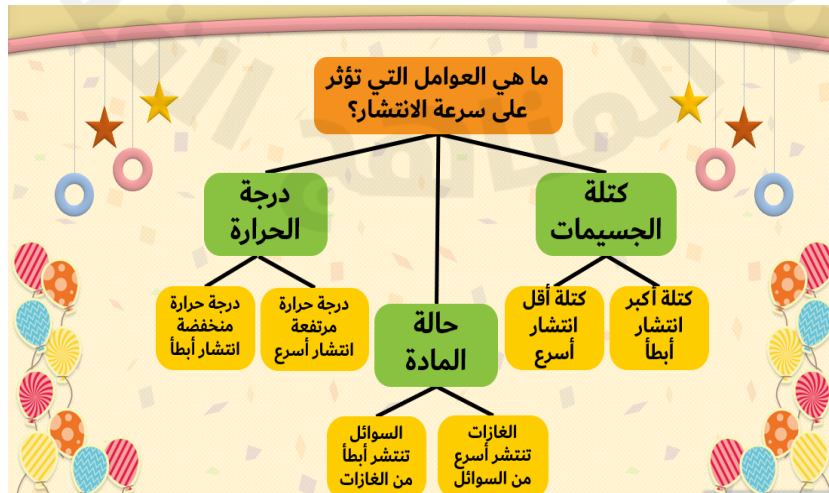 ما هي العوامل التي تؤثر
على سرعة الانتشار؟
كتلة
الجسيمات
كتلة أكبر
انتشار
أبطأ
كتلة أقل
انتشار
أسرع
حالة
المادة
الغازات
تنتشر أسرع
من السوائل
السوائل
تنتشر أبطأ
من الغازات
درجة
الحرارة
درجة حرارة
مرتفعة
انتشار أسرع
درجة حرارة
منخفضة
انتشار أبطأ